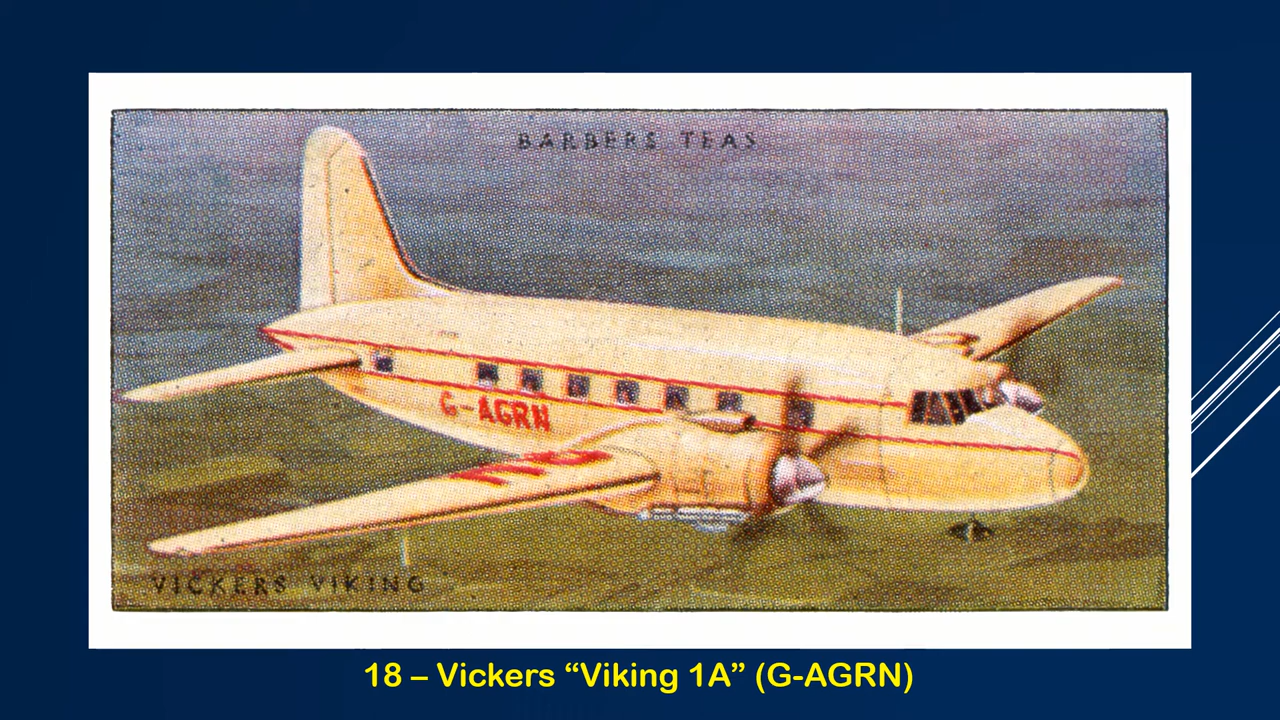 BARBERS TEAS
G-AGRN
VICKERS VIKING
18 – Vickers “Viking 1A” (G-AGRN)